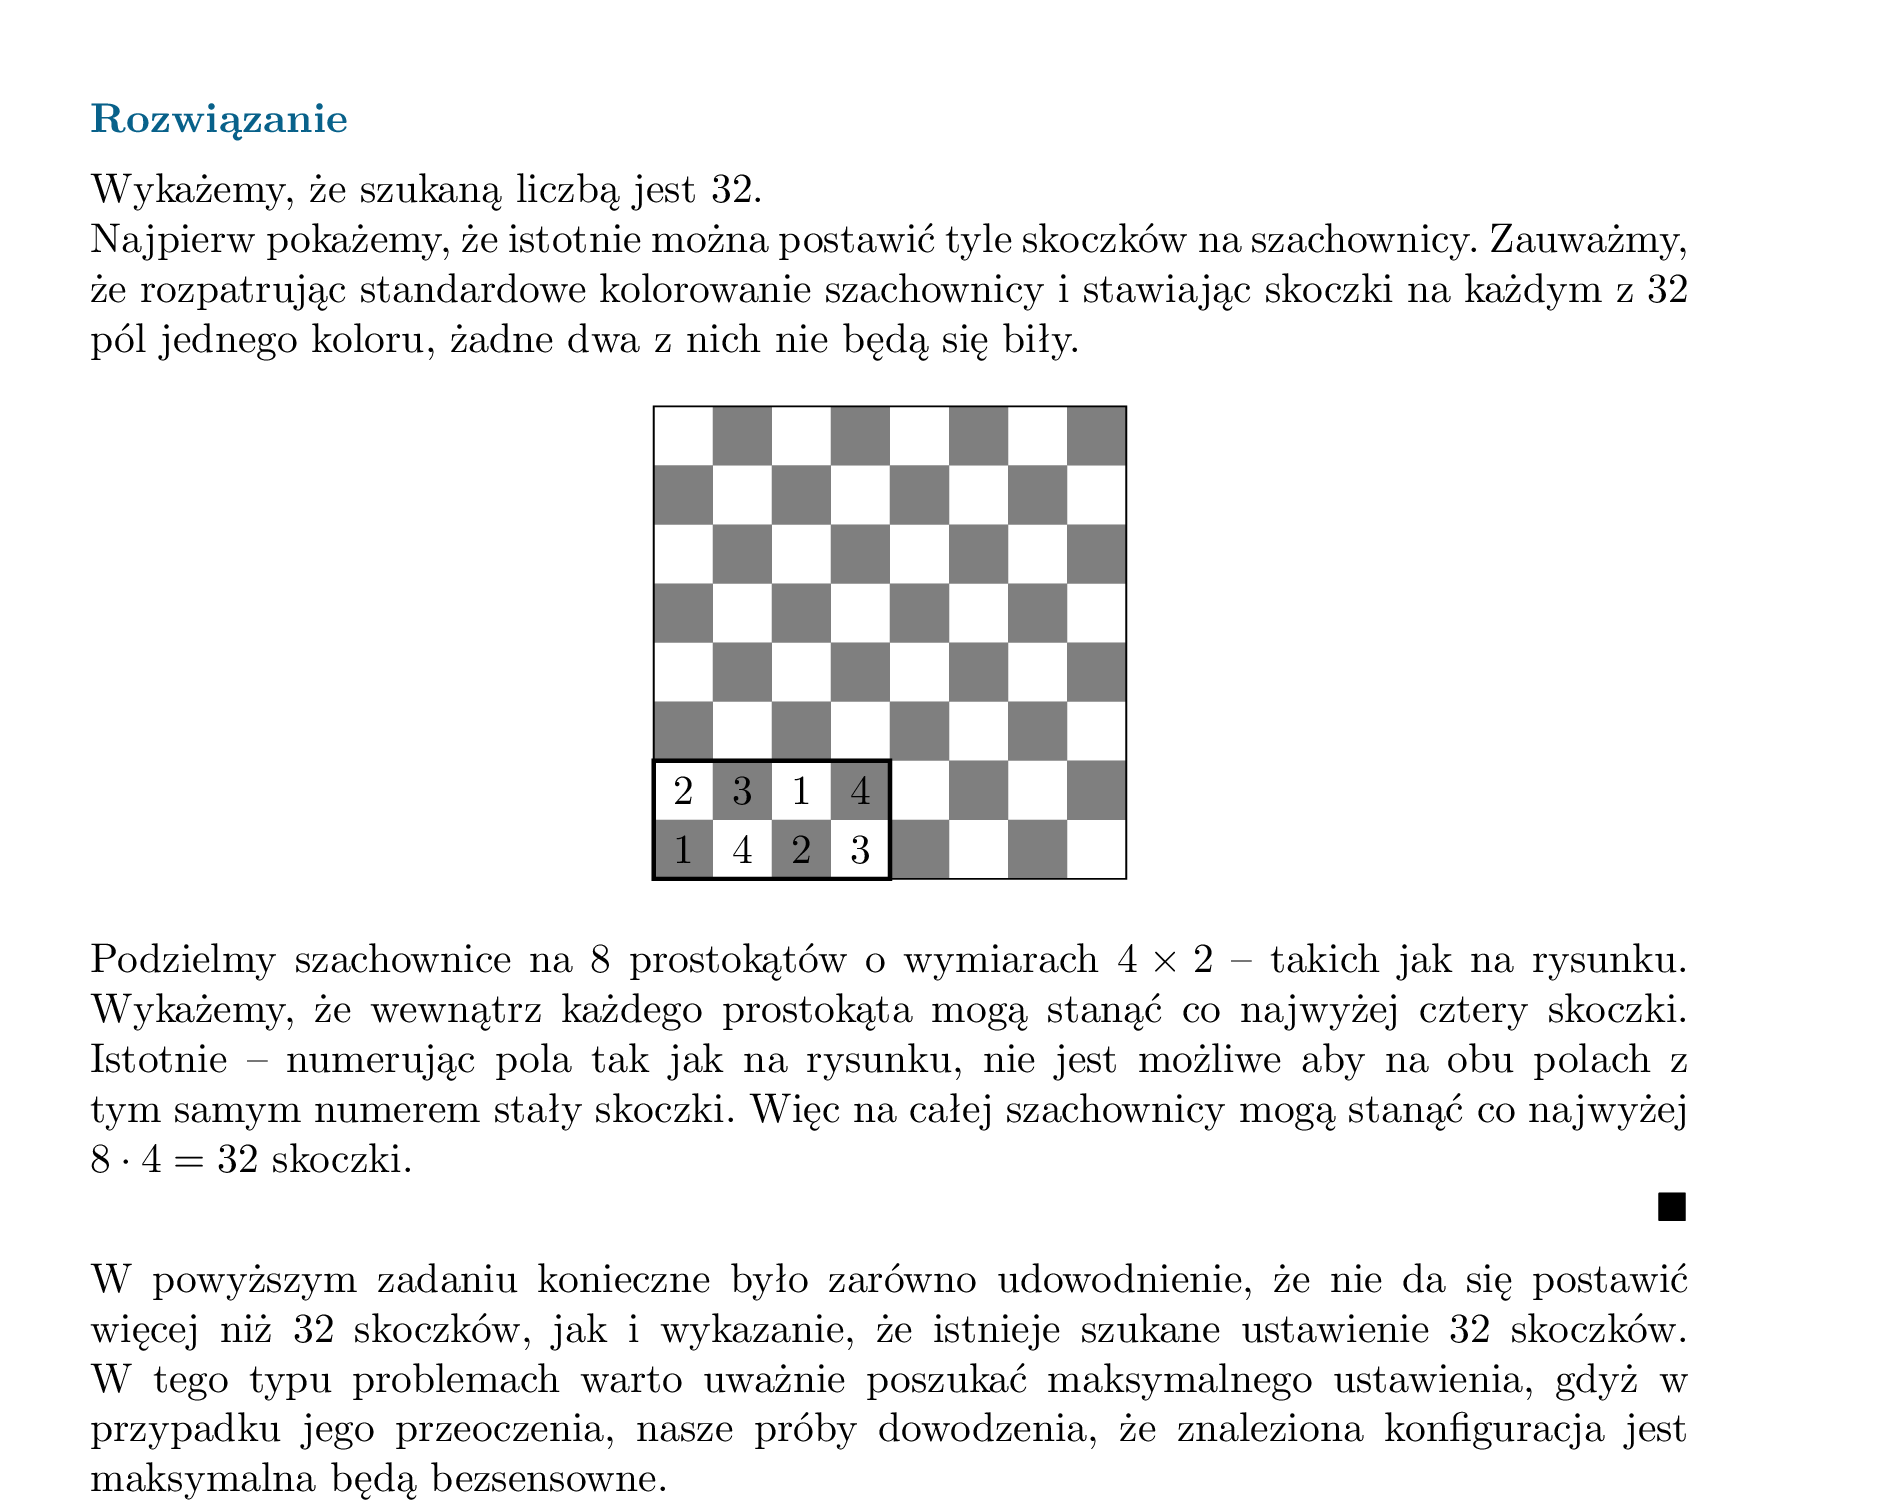 Rozwiązanie
Wykażemy, że szukaną liczbą jest 32.
Najpierw pokażemy, że istotnie można postawić tyle skoczków na szachownicy. Zauważmy,
że rozpatrując standardowe kolorowanie szachownicy i stawiając skoczki na każdym z 32
pól jednego koloru, żadne dwa z nich nie będą się biły.
2 3 1 4
1 4 2 3
Podzielmy szachownice na 8 prostokątów o wymiarach 4 × 2 – takich jak na rysunku.
Wykażemy, że wewnątrz każdego prostokąta mogą stanąć co najwyżej cztery skoczki.
Istotnie – numerując pola tak jak na rysunku, nie jest możliwe aby na obu polach z
tym samym numerem stały skoczki. Więc na całej szachownicy mogą stanąć co najwyżej
8 · 4 = 32 skoczki.
■
W powyższym zadaniu konieczne było zarówno udowodnienie, że nie da się postawić
więcej niż 32 skoczków, jak i wykazanie, że istnieje szukane ustawienie 32 skoczków.
W tego typu problemach warto uważnie poszukać maksymalnego ustawienia, gdyż w
przypadku jego przeoczenia, nasze próby dowodzenia, że znaleziona konfiguracja jest
maksymalna będą bezsensowne.